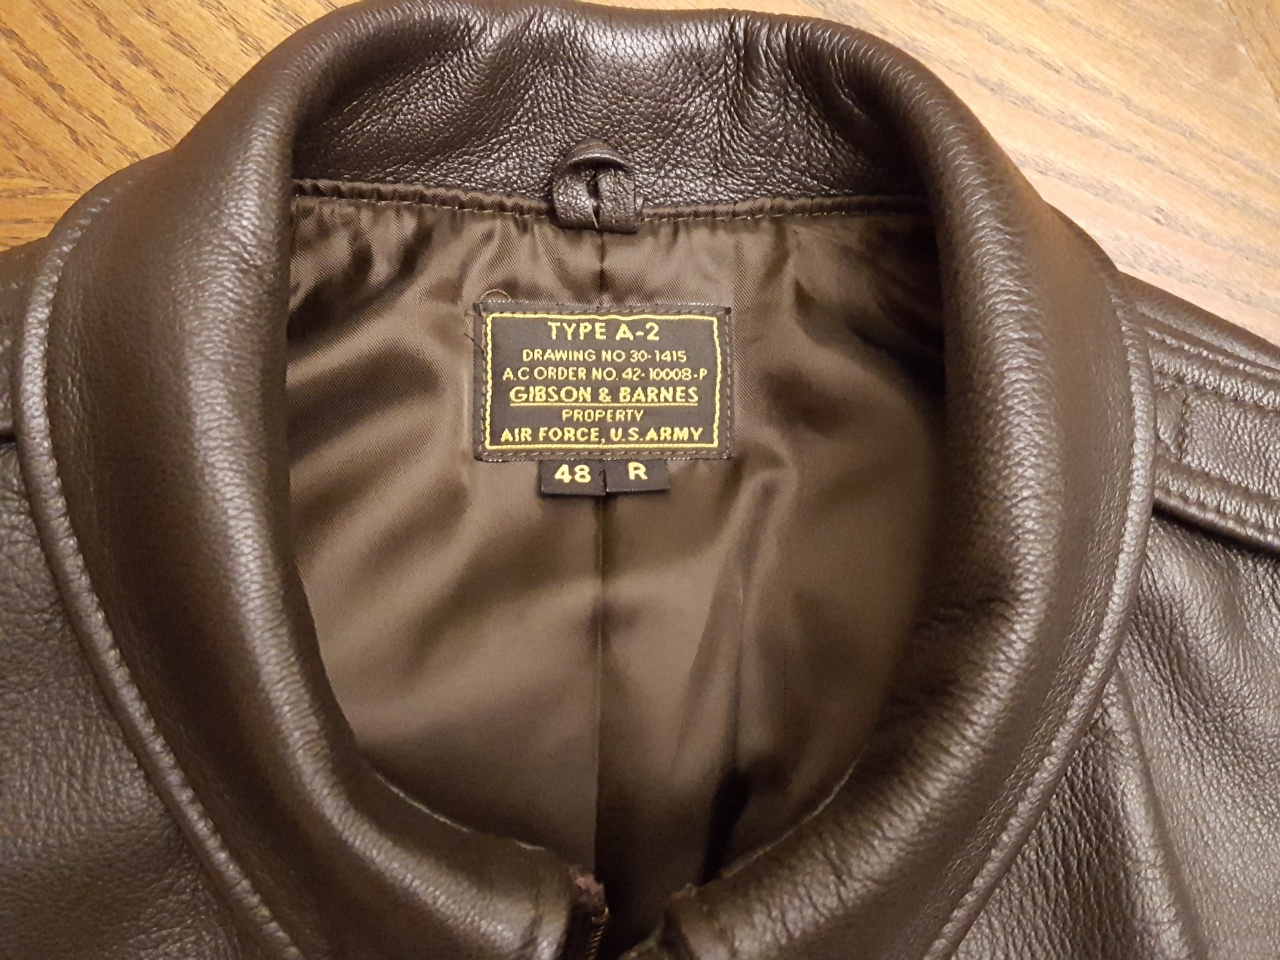 TYPE A-2
DRAWING NO 30-1415
A.C ORDER NO. 42-10008-P
GIBSON & BARNES
PROPERTY
AIR FORCE, U.S. ARMY
48 R